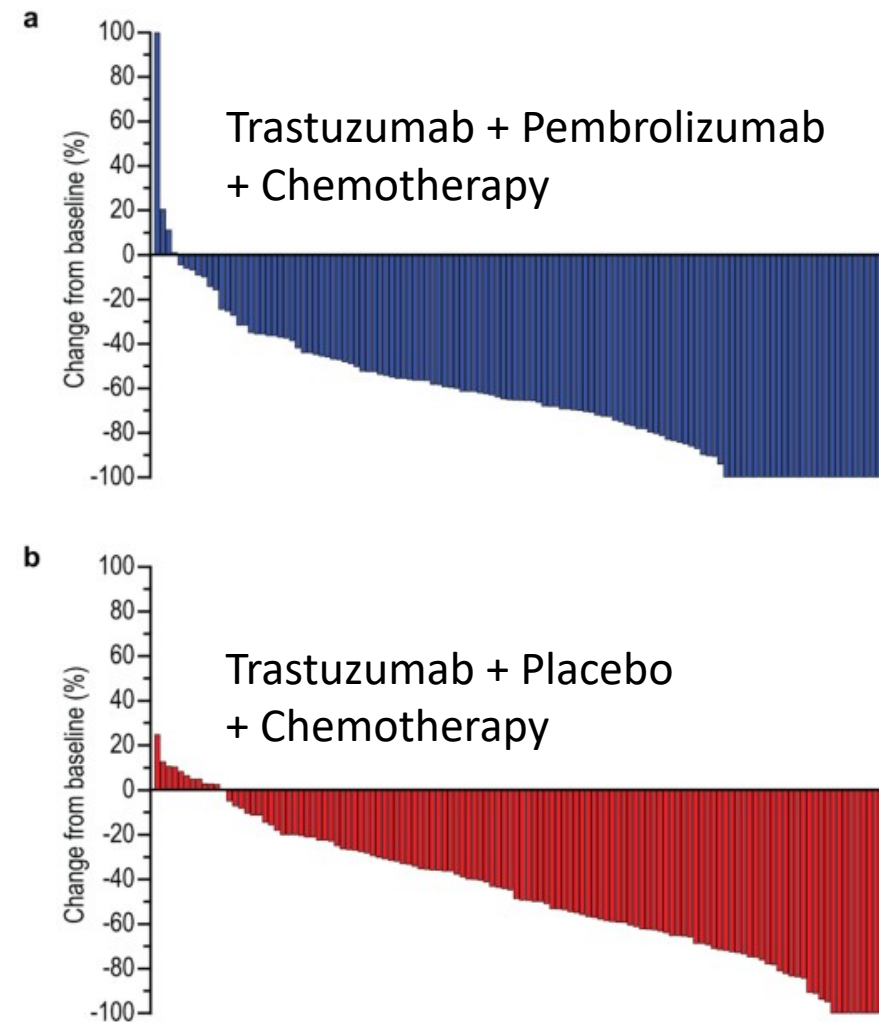 a
100
80
60
40
20
0
-20
-40
-60
-80
-100
Change from baseline (%)
Trastuzumab + Pembrolizumab
+ Chemotherapy
b
100
80
60
40
20
0
-20
-40
-60
-80
-100
Change from baseline (%)
Trastuzumab + Placebo
+ Chemotherapy